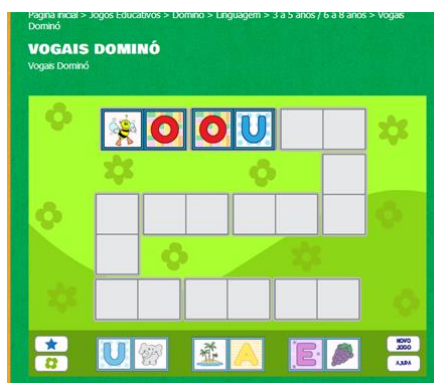 Página Inicial > Jogos Educativos > Dominó > Linguagem > 3 a 5 anos / 6 a 8 anos > Vogais
Dominó
VOGAIS DOMINÓ
Vogais Dominó
O O U
U A E
NOVO
JOGO
AJUDA